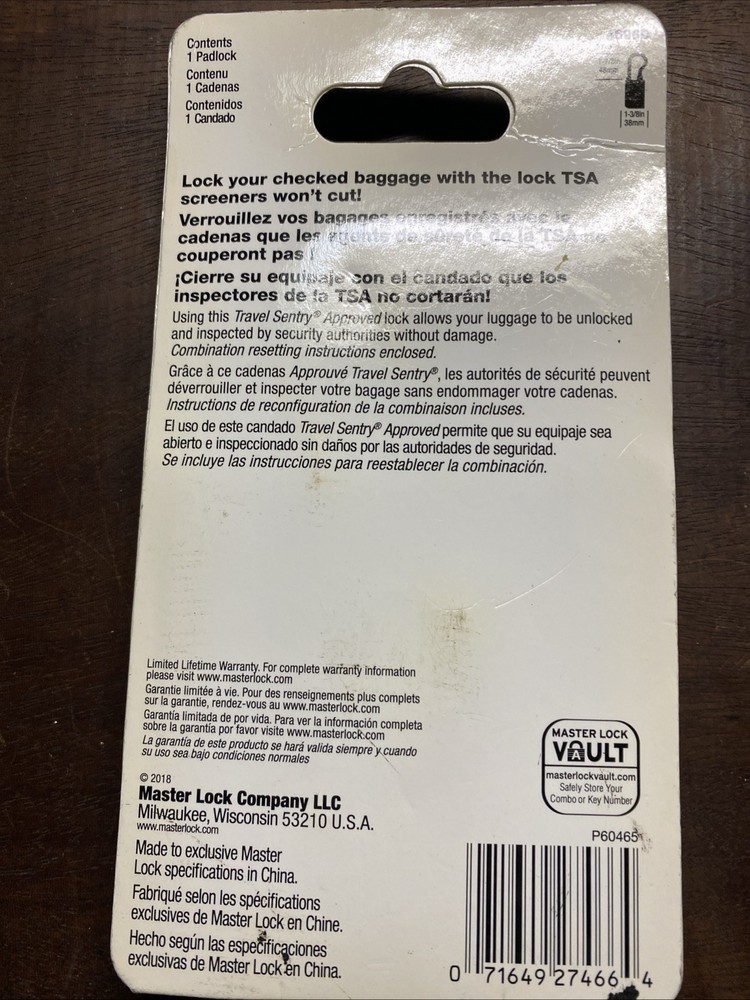 Contents
1 Padlock
Contenu
1 Cadenas
Contenidos
1 Candado
1-3/8in
38mm
Lock your checked baggage with the lock TSA
screeners won't cut!
Verrouillez vos bagages enregistrés avec le
cadenas que les agents de sûreté de la TSA ne
couperont pas !
¡Cierre su equipaje con el candado que los
inspectores de la TSA no cortarán!
Using this Travel Sentry® Approved lock allows your luggage to be unlocked
and inspected by security authorities without damage.
Combination resetting instructions enclosed.
Grâce à ce cadenas Approuvé Travel Sentry®, les autorités de sécurité peuvent
déverrouiller et inspecter votre bagage sans endommager votre cadenas.
Instructions de reconfiguration de la combinaison incluses.
El uso de este candado Travel Sentry® Approved permite que su equipaje sea
abierto e inspeccionado sin daños por las autoridades de seguridad.
Se incluye las instrucciones para reestablecer la combinación.
Limited Lifetime Warranty. For complete warranty information
please visit www.masterlock.com
Garantie limitée à vie. Pour des renseignements plus complets
sur la garantie, rendez-vous au www.masterlock.com
Garantía limitada de por vida. Para ver la información completa
sobre la garantía por favor visite www.masterlock.com
La garantía de este producto se hará valida siempre y cuando
su uso sea bajo condiciones normales
© 2018
Master Lock Company LLC
Milwaukee, Wisconsin 53210 U.S.A.
www.masterlock.com
Made to exclusive Master
Lock specifications in China.
Fabriqué selon les spécifications
exclusives de Master Lock en Chine.
Hecho según las especificaciones
exclusivas de Master Lock en China.
MASTER LOCK
VAULT
masterlockvault.com
Safely Store Your
Combo or Key Number
P60465
0 71649 27466 4